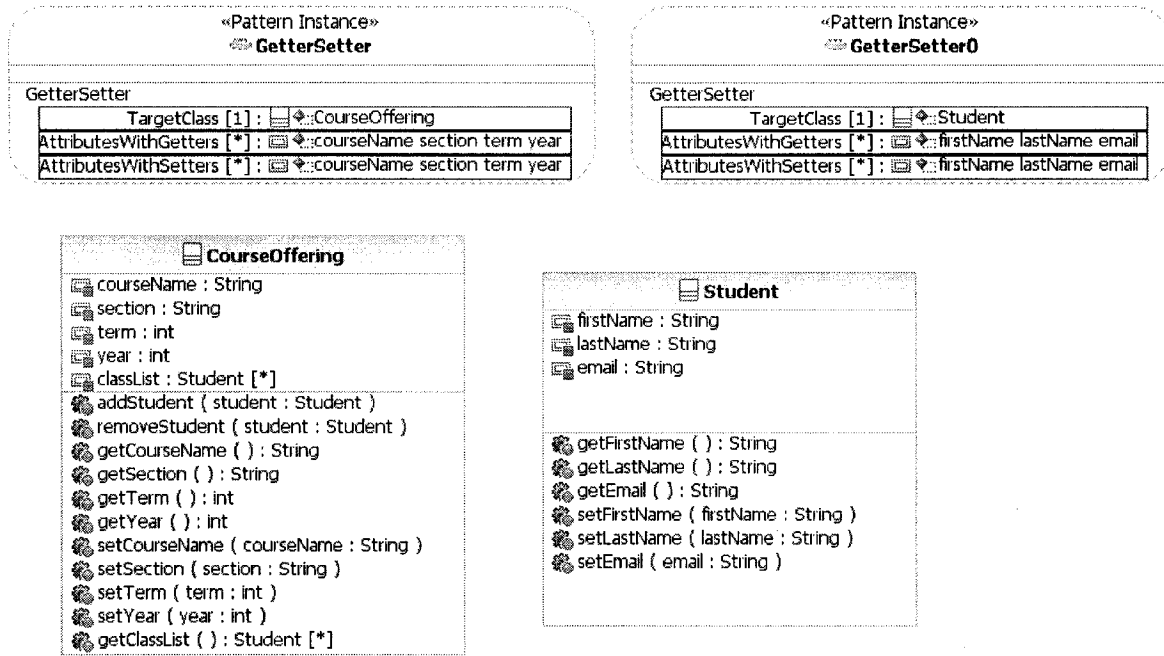 «Pattern Instance»
GetterSetter
GetterSetter
TargetClass [1] : CourseOffering
AttributesWithGetters [*] : courseName section term year
AttributesWithSetters [*] : courseName section term year
«Pattern Instance»
GetterSetter0
GetterSetter
TargetClass [1] : Student
AttributesWithGetters [*] : firstName lastName email
AttributesWithSetters [*] : firstName lastName email
CourseOffering
courseName : String
section : String
term : int
year : int
classList : Student [*]
addStudent ( student : Student )
removeStudent ( student : Student )
getCourseName ( ) : String
getSection ( ) : String
getTerm ( ) : int
getYear ( ) : int
setCourseName ( courseName : String )
setSection ( section : String )
setTerm ( term : int )
setYear ( year : int )
getClassList ( ) : Student [*]
Student
firstName : String
lastName : String
email : String
getFirstName ( ) : String
getLastName ( ) : String
getEmail ( ) : String
setFirstName ( firstName : String )
setLastName ( lastName : String )
setEmail ( email : String )